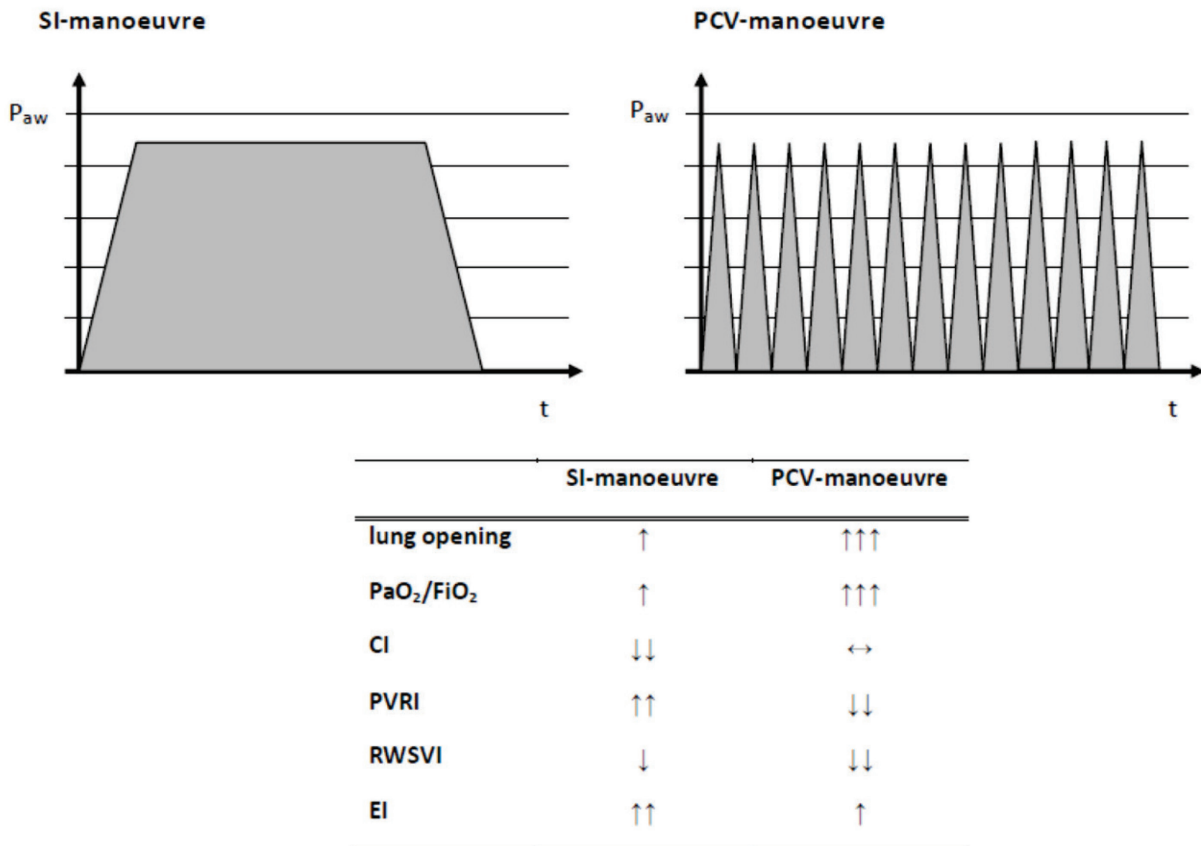 SI-manoeuvre
PCV-manoeuvre
Paw
Paw
t
t
SI-manoeuvre PCV-manoeuvre
lung opening ↑ ↑↑↑
PaO₂/FiO₂ ↑ ↑↑↑
CI ↓↓ ↔
PVRI ↑↑ ↓↓
RWSVI ↓ ↓↓
EI ↑↑ ↑